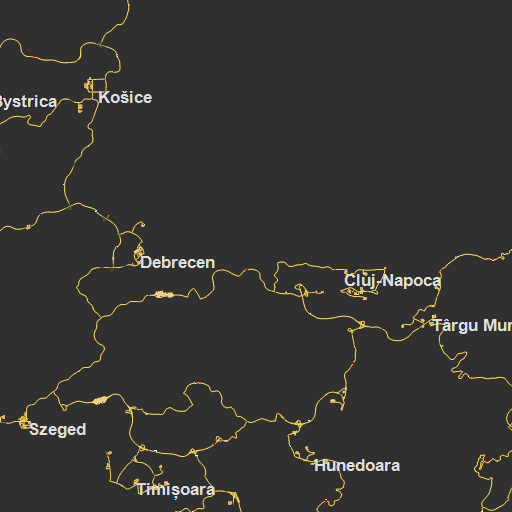 Košice
Bystrica
Debrecen
Cluj-Napoca
Târgu Mur
Szeged
Hunedoara
Timișoara